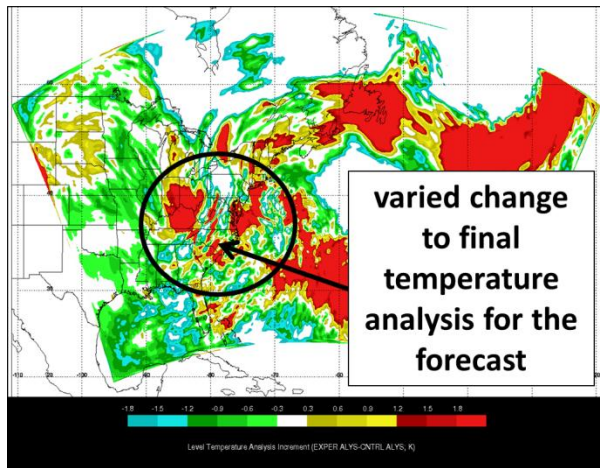 varied change
to final
temperature
analysis for the
forecast
-1.8 -1.5 -1.2 -0.9 -0.6 -0.3 0.3 0.6 0.9 1.2 1.5 1.8
Level Temperature Analysis Increment (EXPER ALYS-CNTRL ALYS, K)